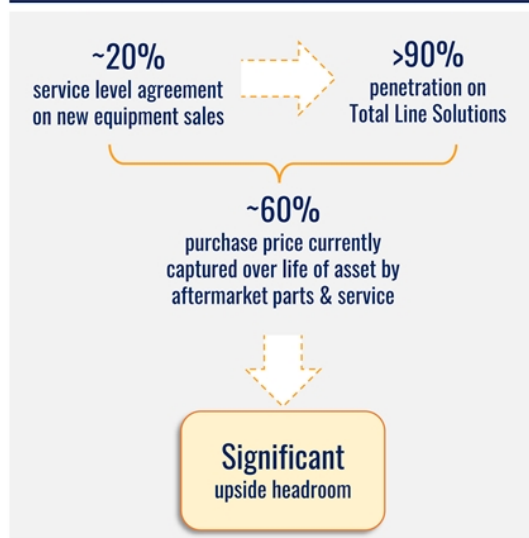 ~20%
service level agreement
on new equipment sales
>90%
penetration on
Total Line Solutions
~60%
purchase price currently
captured over life of asset by
aftermarket parts & service
Significant
upside headroom